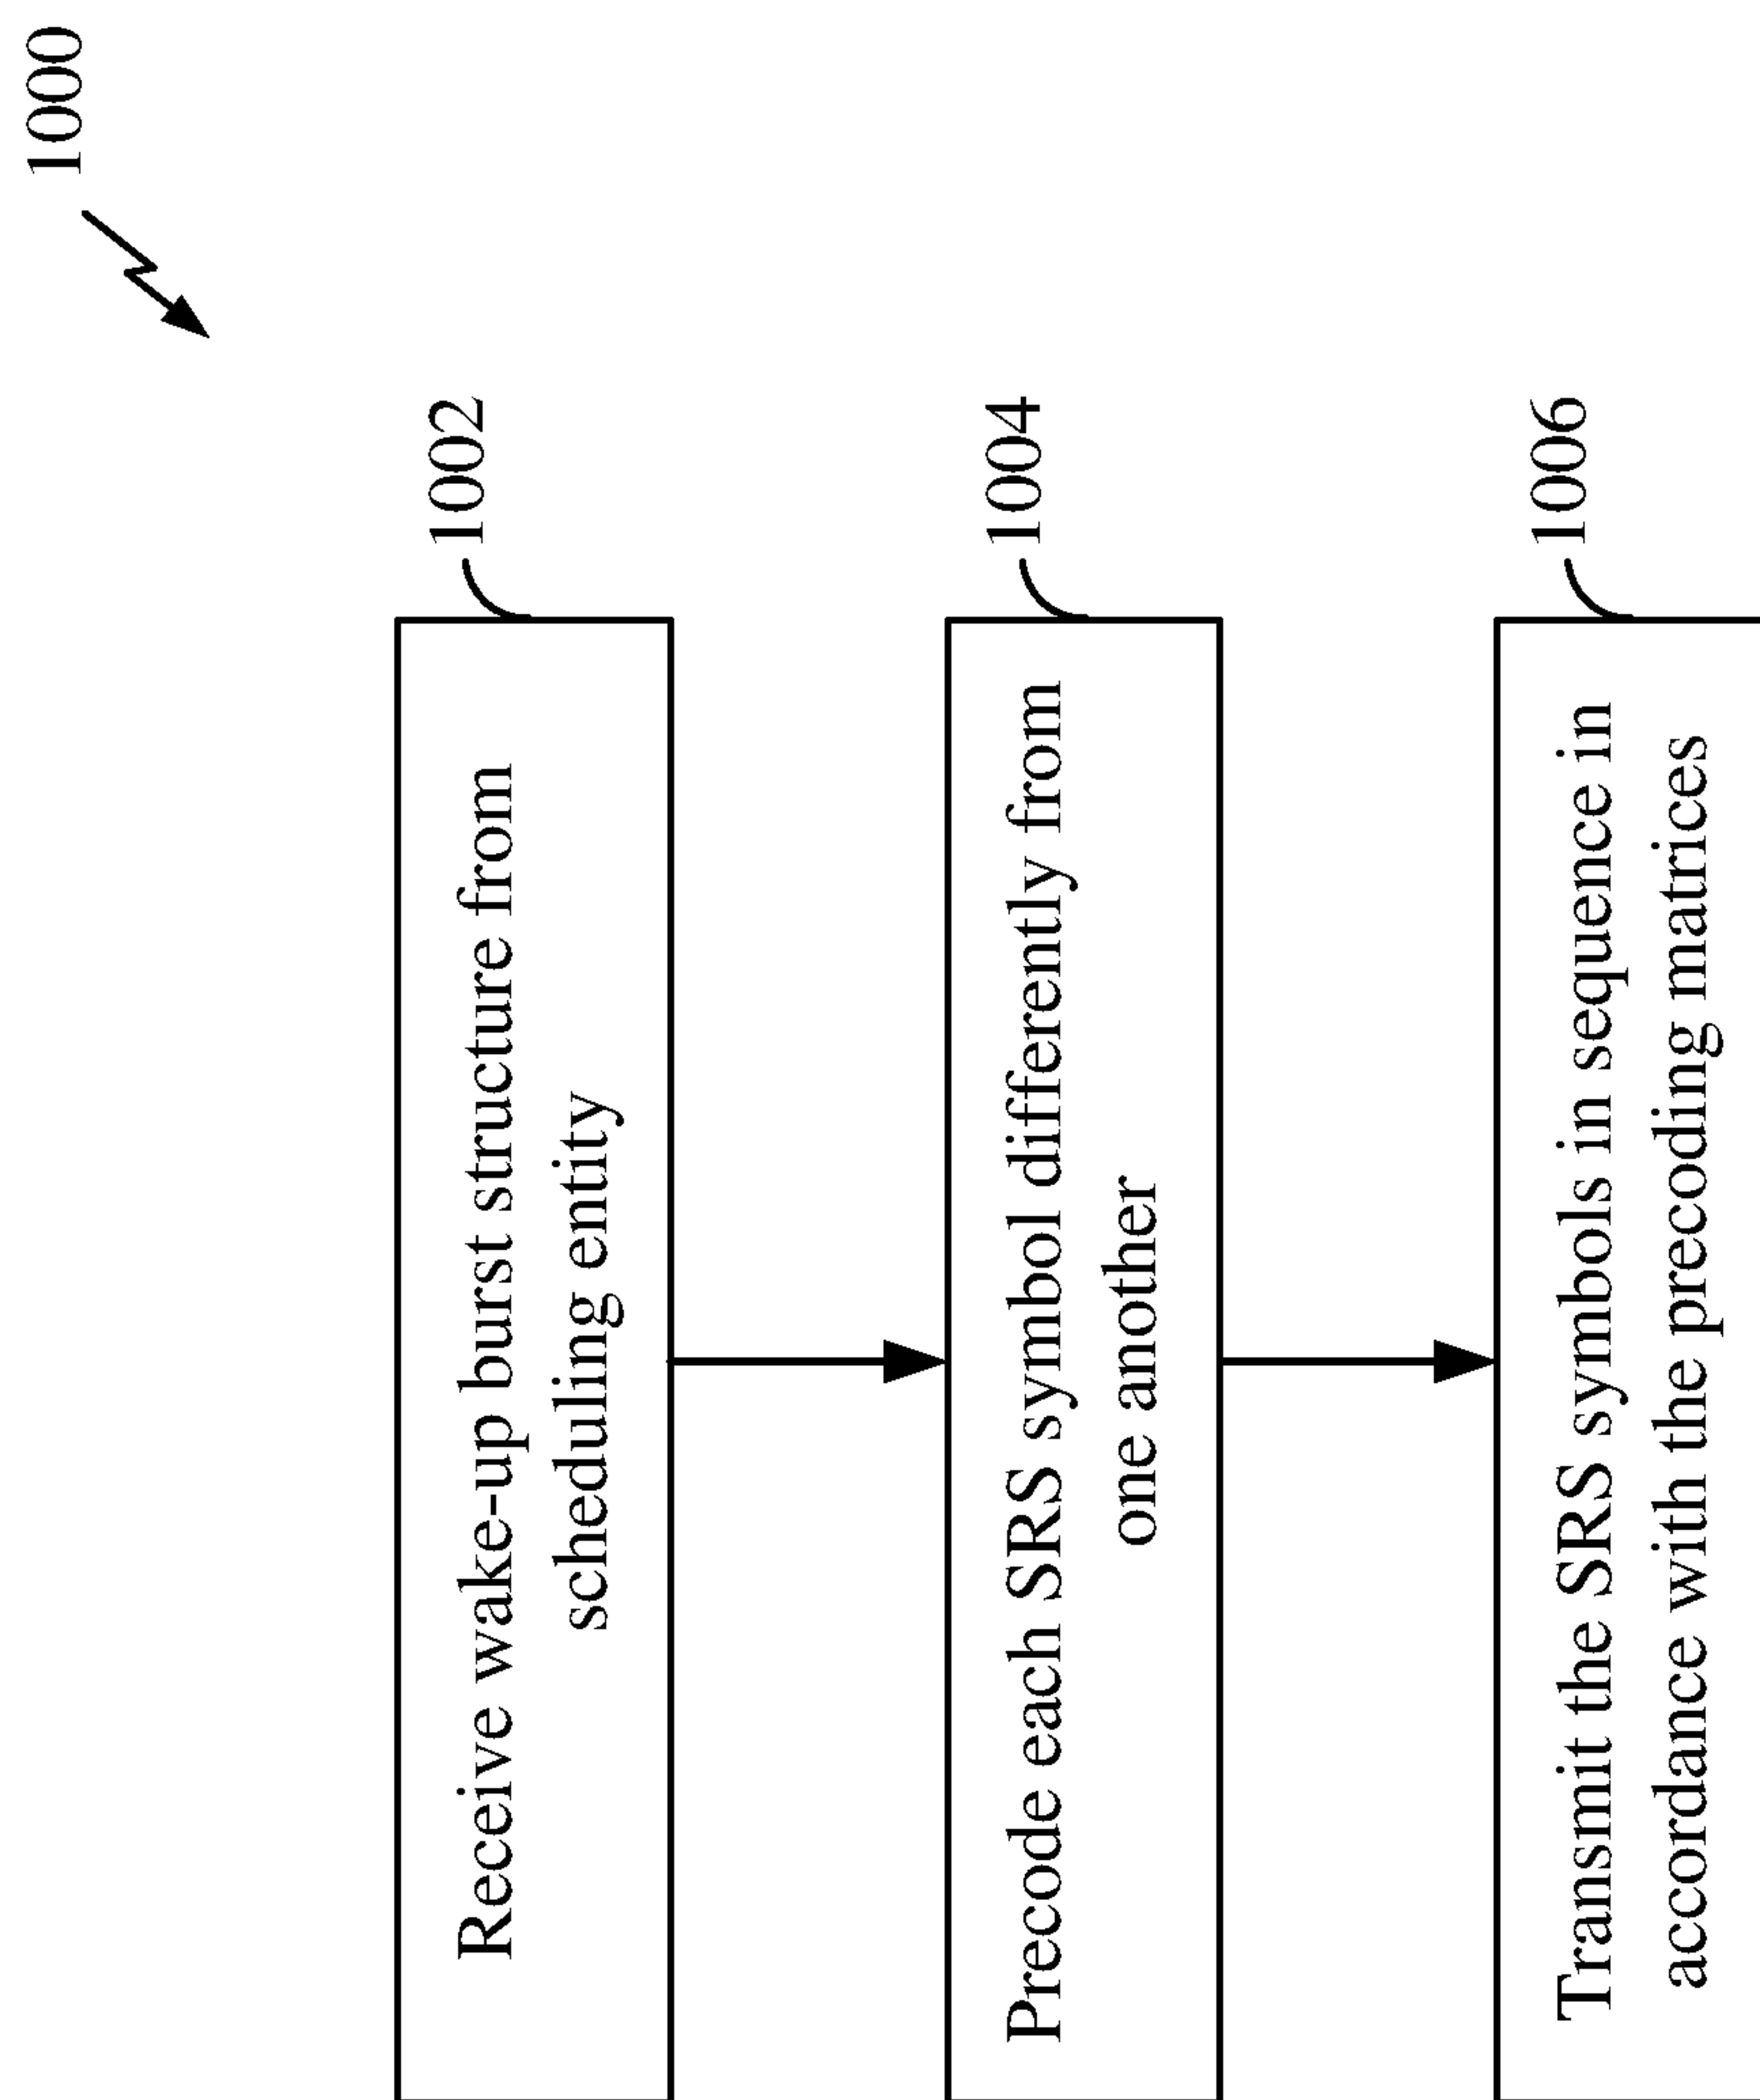 1000
1002
Receive wake-up burst structure from
scheduling entity
1004
Precode each SRS symbol differently from
one another
1006
Transmit the SRS symbols in sequence in
accordance with the precoding matrices